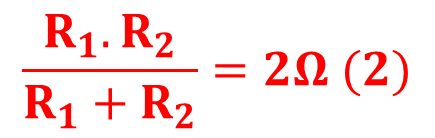 R₁.R₂
/
R₁ + R₂ = 2Ω (2)